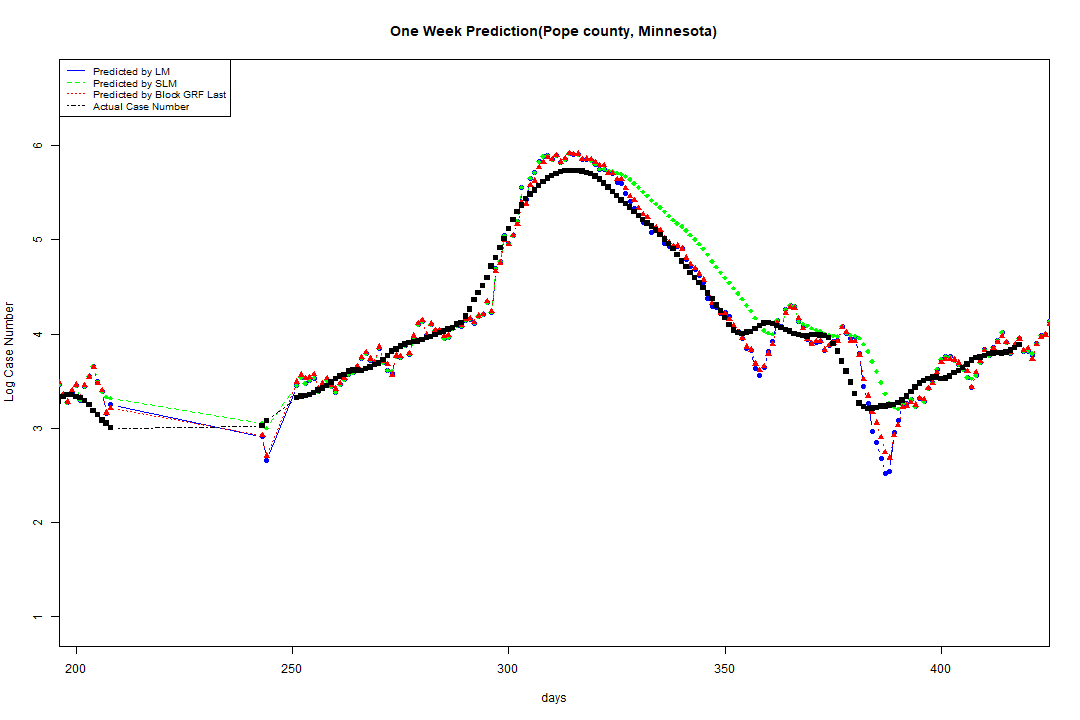 One Week Prediction(Pope county, Minnesota)
Predicted by LM
Predicted by SLM
Predicted by Block GRF Last
Actual Case Number
Log Case Number
6
5
4
3
2
1
200 250 300 350 400
days